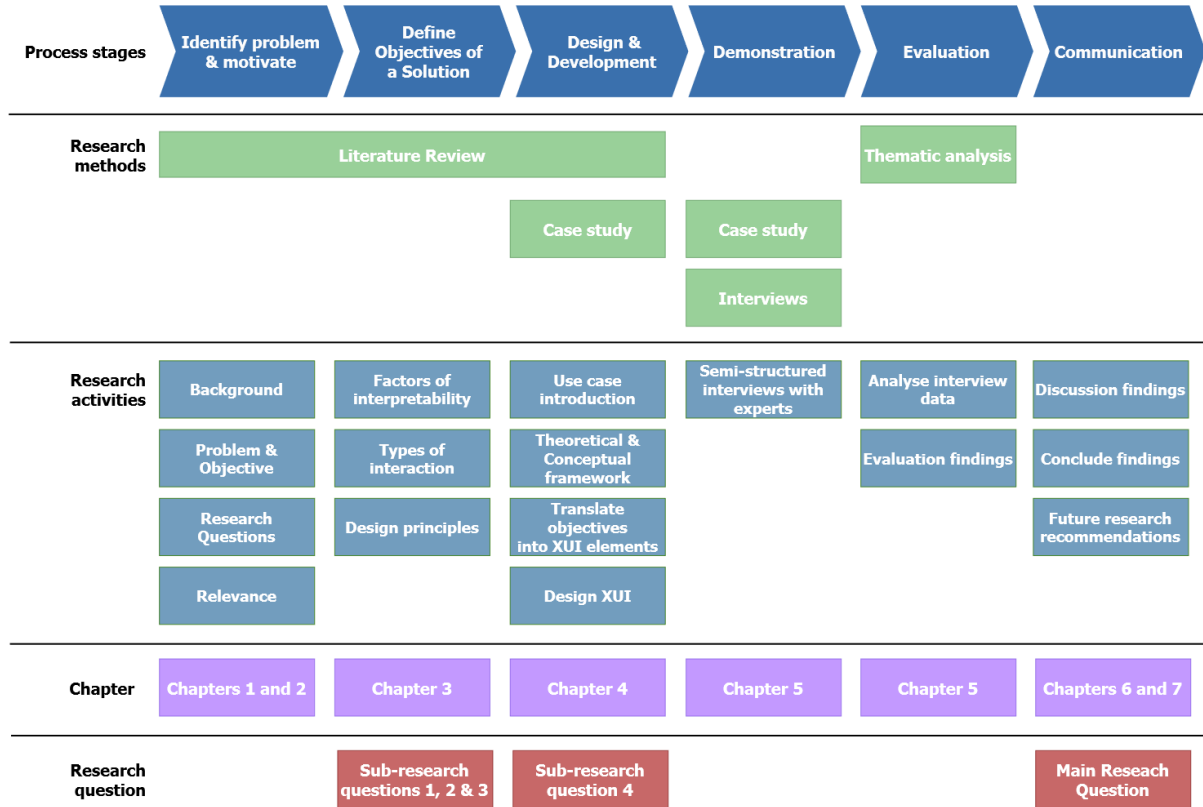 Process stages
Identify problem
& motivate
Define
Objectives of
a Solution
Design &
Development
Demonstration
Evaluation
Communication
Research
methods
Literature Review
Thematic analysis
Case study
Case study
Interviews
Research
activities
Background
Factors of
interpretability
Use case
introduction
Semi-structured
interviews with
experts
Analyse interview
data
Discussion findings
Problem &
Objective
Types of
interaction
Theoretical &
Conceptual
framework
Evaluation findings
Conclude findings
Research
Questions
Design principles
Translate
objectives
into XUI elements
Future research
recommendations
Relevance
Design XUI
Chapter
Chapters 1 and 2
Chapter 3
Chapter 4
Chapter 5
Chapter 5
Chapters 6 and 7
Research
question
Sub-research
questions 1, 2 & 3
Sub-research
question 4
Main Reseach
Question